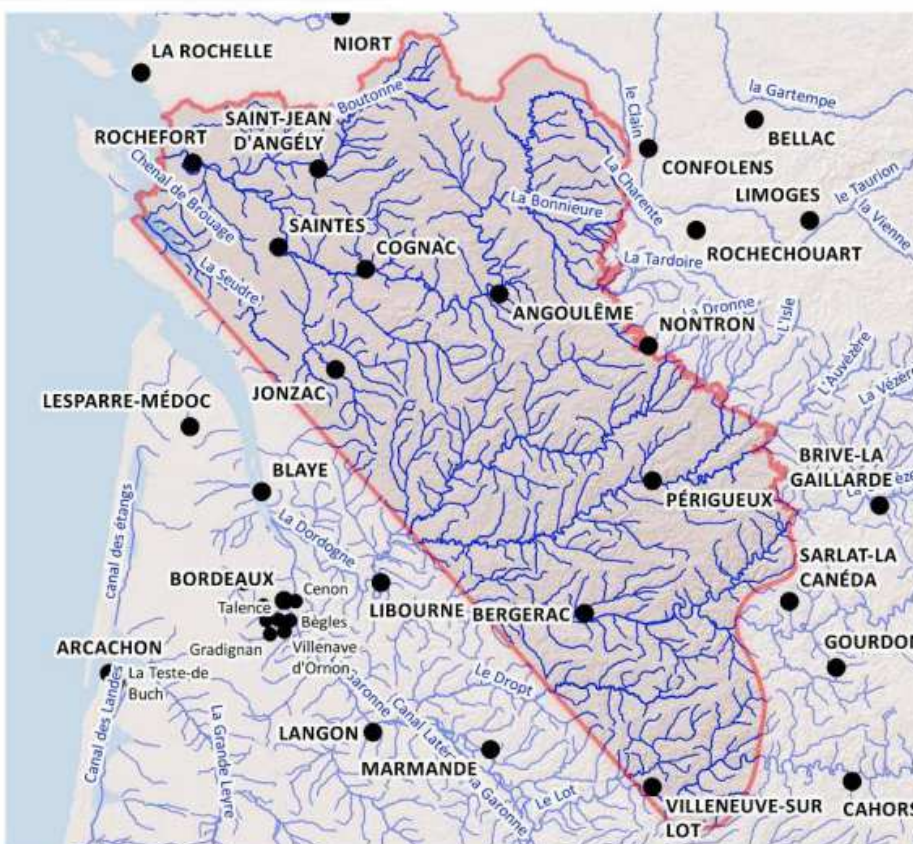 NIORT
LA ROCHELLE
la Gartempe
le Clain
Boutonne
SAINT-JEAN
D'ANGÉLY
BELLAC
ROCHEFORT
CONFOLENS
Chenal de Brouage
La Charente
LIMOGES
le Taurion
la Vienne
La Bonnieure
ROCHECHOUART
SAINTES
COGNAC
La Tardoire
La Seudre
ANGOULÊME
La Dronne
L'Isle
NONTRON
JONZAC
L'Auvézère
La Vézère
LESPARRE-MÉDOC
BRIVE-LA
GAILLARDE
BLAYE
PÉRIGUEUX
canal des étangs
La Dordogne
SARLAT-LA
CANÉDA
BORDEAUX
Cenon
Talence
LIBOURNE
BERGERAC
Bègles
Gradignan
Villenave
d'Ornon
ARCACHON
GOURDON
La Teste-de
Buch
Le Dropt
Garonne
Canal des Landes
La Grande Leyre
LANGON
Canal Latér
la Garonne
MARMANDE
Le Lot
VILLENEUVE-SUR
LOT
CAHORS